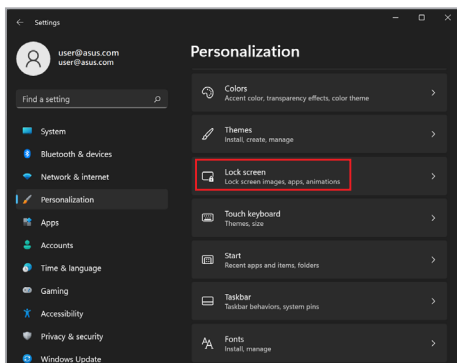 Settings
user@asus.com
user@asus.com
Find a setting
System
Bluetooth & devices
Network & internet
Personalization
Apps
Accounts
Time & language
Gaming
Accessibility
Privacy & security
Windows Update
Personalization
Colors
Accent color, transparency effects, color theme
Themes
Install, create, manage
Lock screen
Lock screen images, apps, animations
Touch keyboard
Themes, size
Start
Recent apps and items, folders
Taskbar
Taskbar behaviors, system pins
Fonts
Install, manage